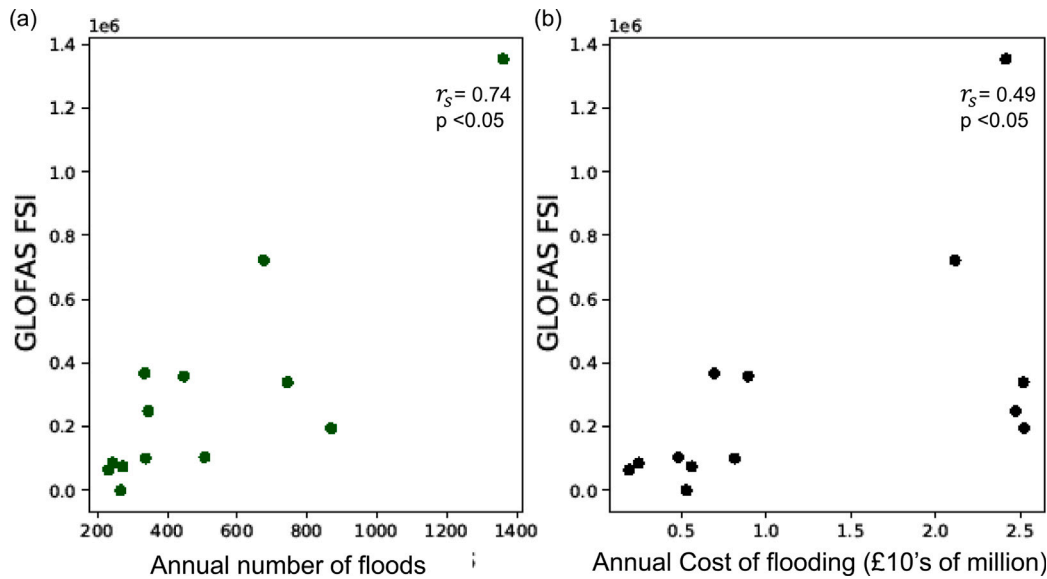 (a)
1e6
1.4
1.2
1.0
0.8
0.6
0.4
0.2
0.0
GLOFAS FSI
rₛ= 0.74
p <0.05
200 400 600 800 1000 1200 1400
Annual number of floods
(b)
1e6
1.4
1.2
1.0
0.8
0.6
0.4
0.2
0.0
GLOFAS FSI
rₛ= 0.49
p <0.05
0.5 1.0 1.5 2.0 2.5
Annual Cost of flooding (£10's of million)